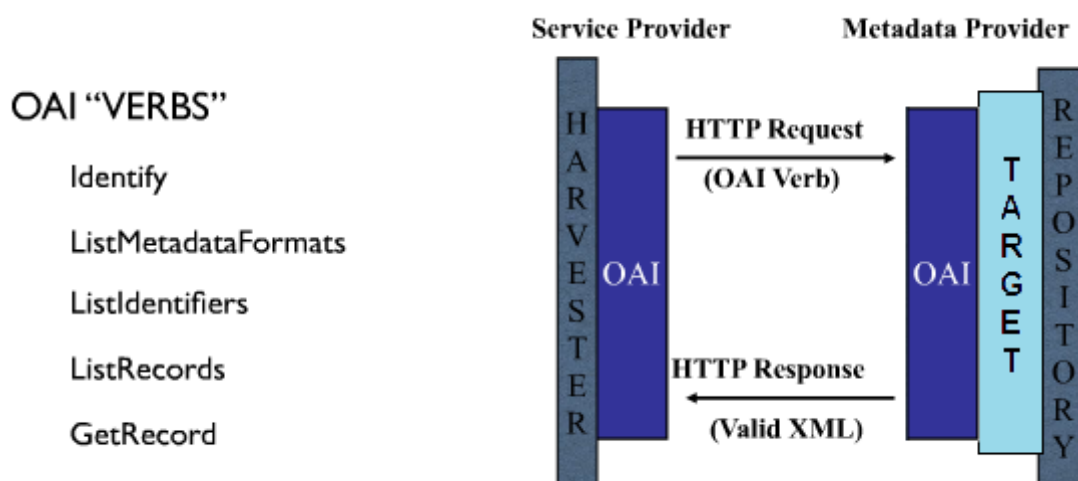 OAI “VERBS”
Identify
ListMetadataFormats
ListIdentifiers
ListRecords
GetRecord
Service Provider
Metadata Provider
HARVESTER
OAI
HTTP Request
(OAI Verb)
HTTP Response
(Valid XML)
OAI
TARGET
REPOSITORY